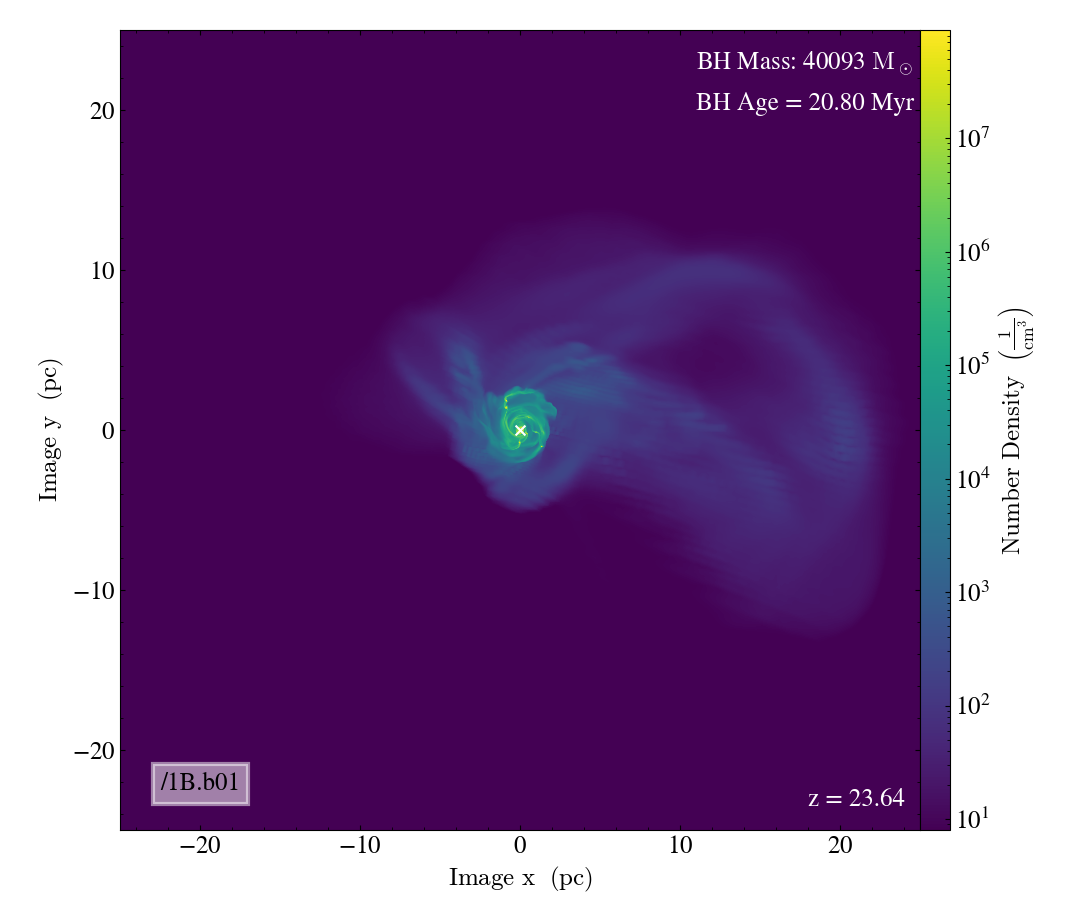 BH Mass: 40093 M⊙
BH Age = 20.80 Myr
20
10
0
−10
−20
Image y (pc)
/1B.b01
z = 23.64
−20
−10
0
10
20
Image x (pc)
10⁷
10⁶
10⁵
10⁴
10³
10²
10¹
Number Density (1/cm³)